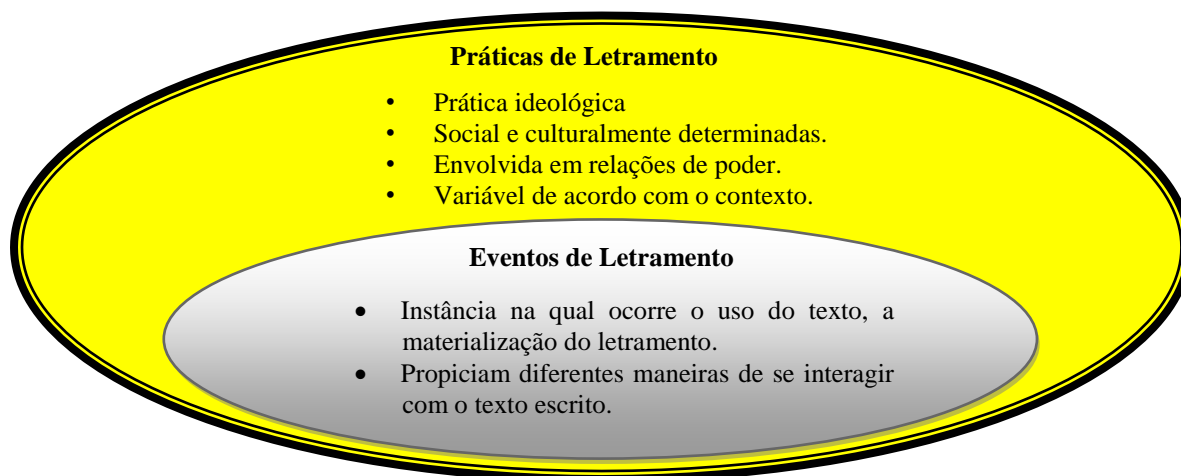 Práticas de Letramento
• Prática ideológica
• Social e culturalmente determinadas.
• Envolvida em relações de poder.
• Variável de acordo com o contexto.
Eventos de Letramento
• Instância na qual ocorre o uso do texto, a
materialização do letramento.
• Propiciam diferentes maneiras de se interagir
com o texto escrito.